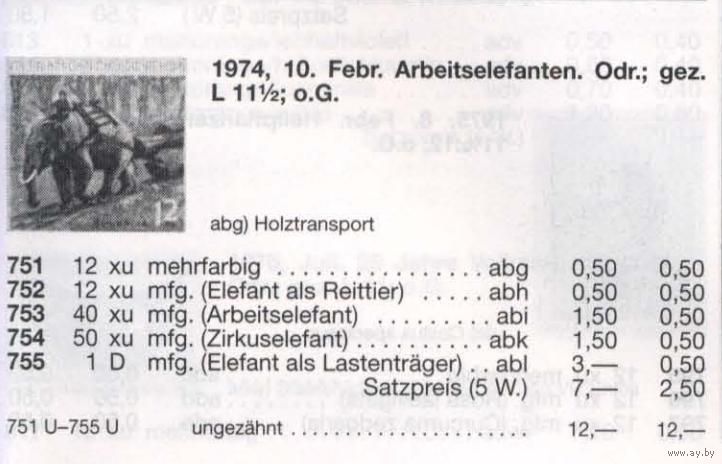 1974, 10. Febr. Arbeitselefanten. Odr.; gez.
L 11½; o.G.
12
abg) Holztransport
751 12 xu mehrfarbig . . . . . . . . . . . . . . . . abg 0,50 0,50
752 12 xu mfg. (Elefant als Reittier) . . . . . . abh 0,50 0,50
753 40 xu mfg. (Arbeitselefant) . . . . . . . . . abi 1,50 0,50
754 50 xu mfg. (Zirkuselefant) . . . . . . . . . . abk 1,50 0,50
755 1 D mfg. (Elefant als Lastenträger) . . abl 3,— 0,50
Satzpreis (5 W.) 7,— 2,50
751 U–755 U ungezähnt . . . . . . . . . . . . . . . . . . . . . 12,— 12,—
www.ay.by